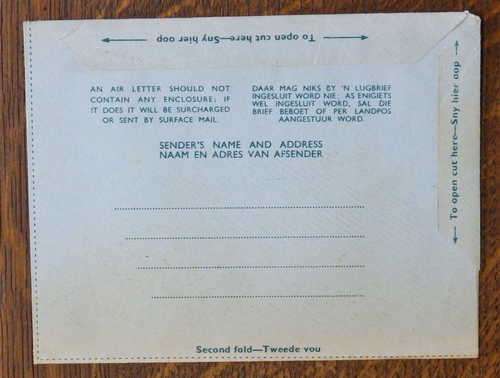 To open cut here—Sny hier oop
AN AIR LETTER SHOULD NOT
CONTAIN ANY ENCLOSURE; IF
IT DOES IT WILL BE SURCHARGED
OR SENT BY SURFACE MAIL.
DAAR MAG NIKS BY 'N LUGBRIEF
INGESLUIT WORD NIE; AS ENIGIETS
WEL INGESLUIT WORD, SAL DIE
BRIEF BEBOET OF PER LANDPOS
AANGESTUUR WORD.
SENDER'S NAME AND ADDRESS
NAAM EN ADRES VAN AFSENDER
To open cut here—Sny hier oop
Second fold—Tweede vou